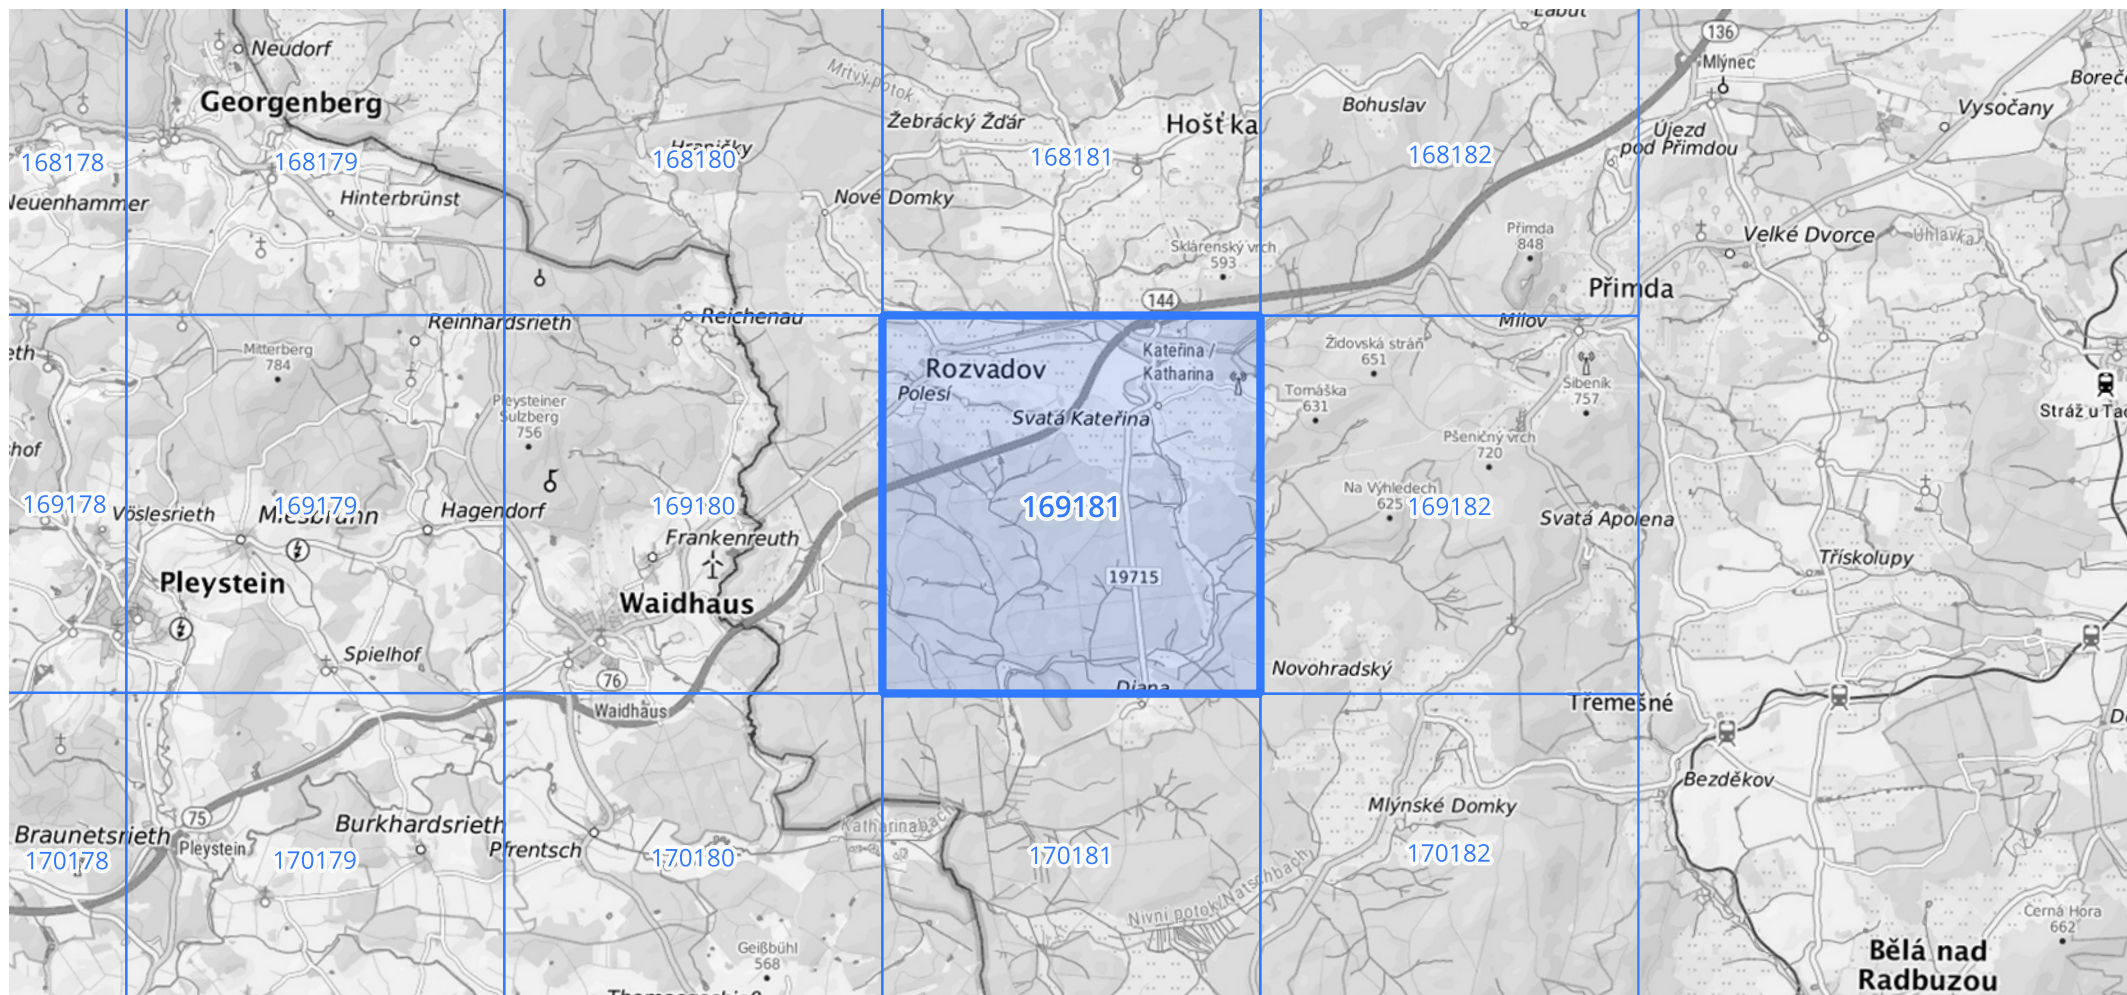 Labuť
136
Neudorf
Mlýnec
Mrtvý potok
Georgenberg
Bohuslav
Vysočany
Žebrácký Žďár
Hošťka
Újezd
pod Přimdou
168178
168179
Hraničky
168180
168181
168182
Neuenhammer
Hinterbrünst
Nové Domky
Přimda
848
Velké Dvorce
Úhlavka
Sklárenský vrch
593
Přimda
144
Reinhardsrieth
Reichenau
Milov
Mitterberg
784
Rozvadov
Kateřina /
Katharina
Židovská stráň
651
Polesí
Tomáška
631
Šibeník
757
Pleysteiner
Sulzberg
756
Svatá Kateřina
Pšeničný vrch
720
169178
Vöslesrieth
169179
Miesbrunn
Hagendorf
169180
169181
Na Výhledech
625
169182
Svatá Apolena
Frankenreuth
Třískolupy
Pleystein
Waidhaus
19715
Spielhof
Novohradský
76
Waidhaus
Diana
Třemešné
Bezděkov
75
Pleystein
Braunetsrieth
Burkhardsrieth
Pfrentsch
Katharinabach
Mlýnské Domky
170178
170179
170180
170181
170182
Nivní potok/Natschbach
Geißbühl
568
Černá Hora
662
Bělá nad
Radbuzou